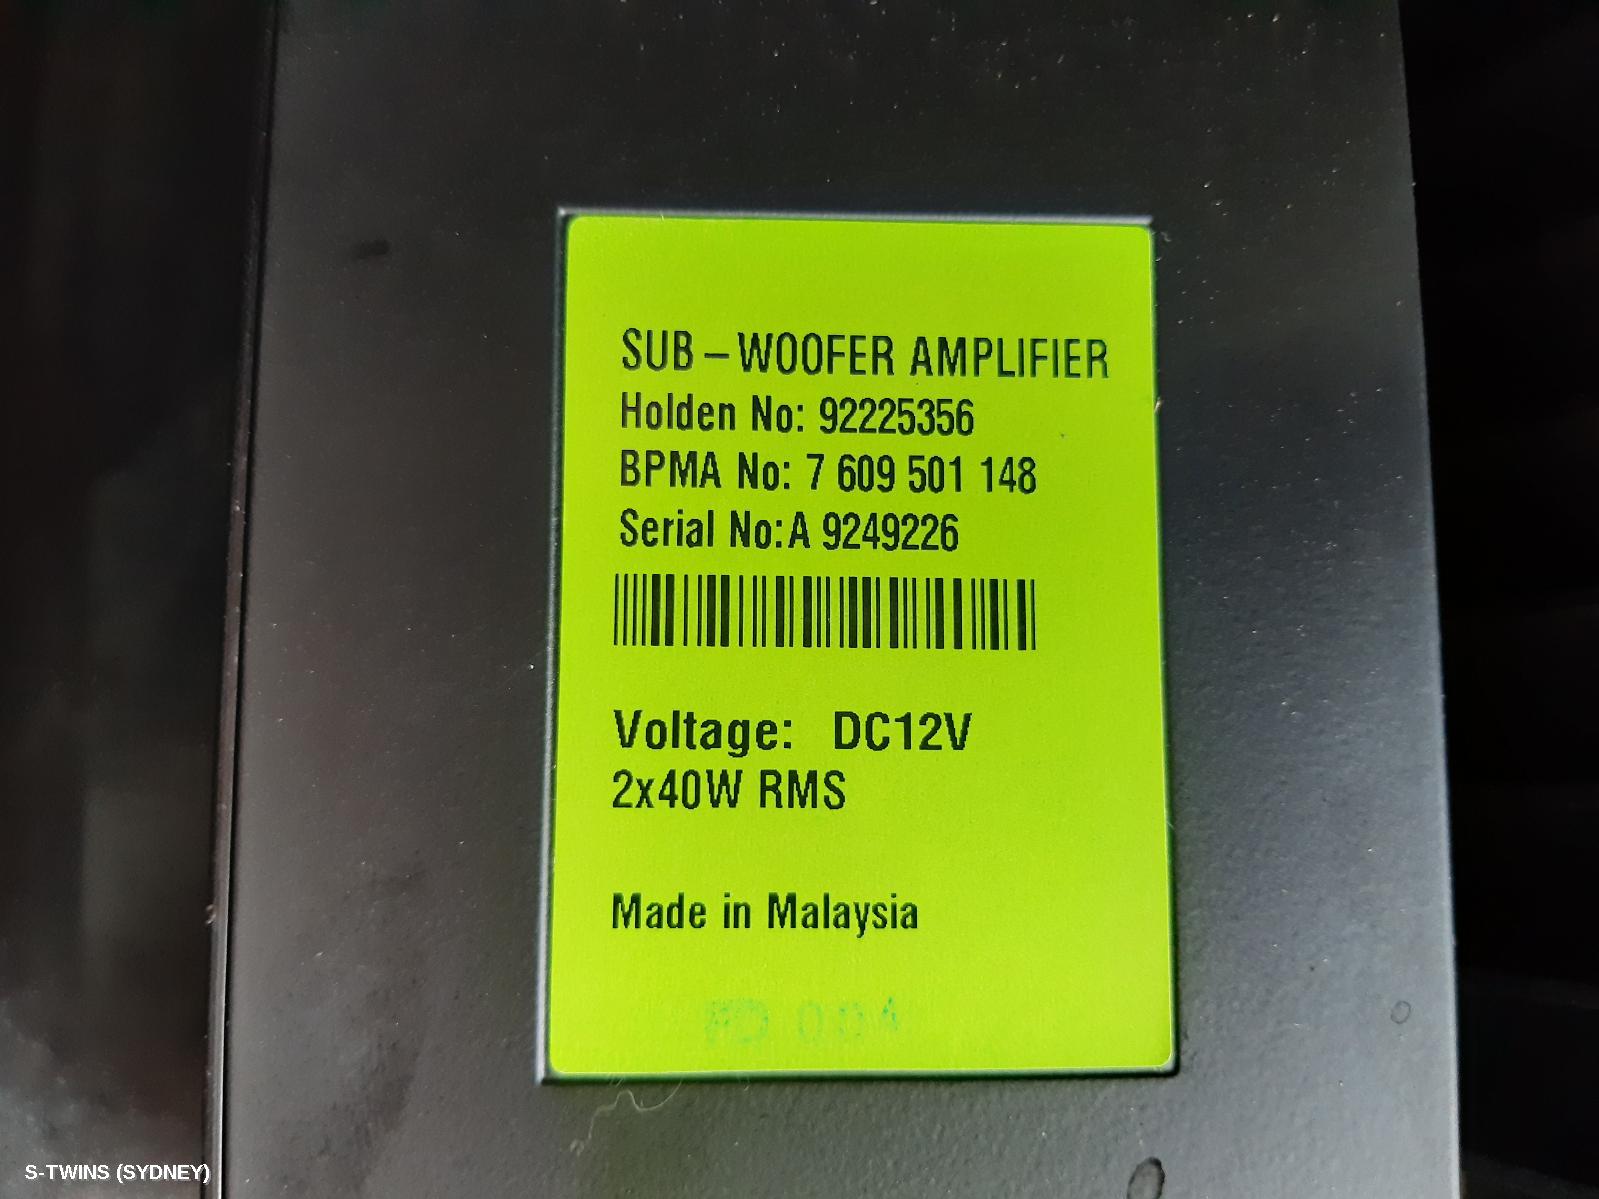 SUB – WOOFER AMPLIFIER
Holden No: 92225356
BPMA No: 7 609 501 148
Serial No: A 9249226
Voltage: DC12V
2x40W RMS
Made in Malaysia
S-TWINS (SYDNEY)